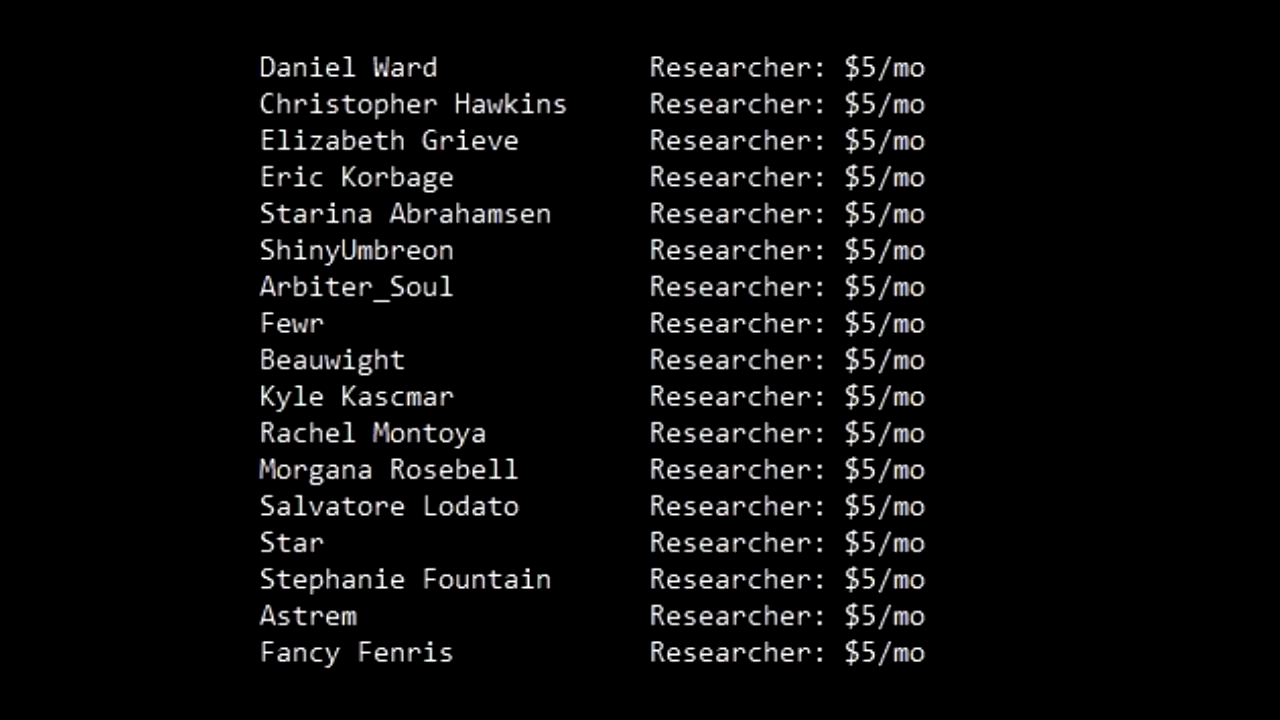 Daniel Ward Researcher: $5/mo
Christopher Hawkins Researcher: $5/mo
Elizabeth Grieve Researcher: $5/mo
Eric Korbage Researcher: $5/mo
Starina Abrahamsen Researcher: $5/mo
ShinyUmbreon Researcher: $5/mo
Arbiter_Soul Researcher: $5/mo
Fewr Researcher: $5/mo
Beauwight Researcher: $5/mo
Kyle Kascmar Researcher: $5/mo
Rachel Montoya Researcher: $5/mo
Morgana Rosebell Researcher: $5/mo
Salvatore Lodato Researcher: $5/mo
Star Researcher: $5/mo
Stephanie Fountain Researcher: $5/mo
Astrem Researcher: $5/mo
Fancy Fenris Researcher: $5/mo